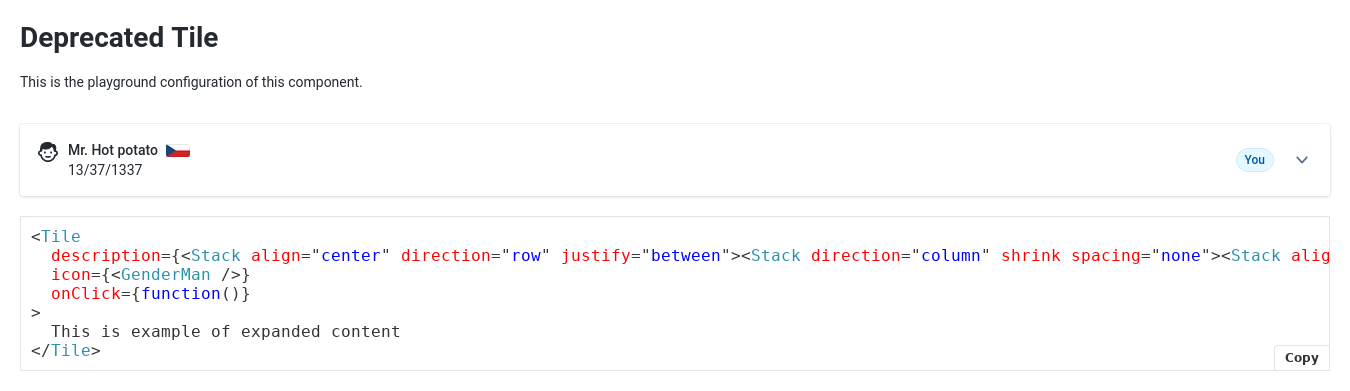 Deprecated Tile
This is the playground configuration of this component.
Mr. Hot potato
13/37/1337
You
<Tile
  description={<Stack align="center" direction="row" justify="between"><Stack direction="column" shrink spacing="none"><Stack alig
  icon={<GenderMan />}
  onClick={function()}
>
  This is example of expanded content
</Tile>
Copy